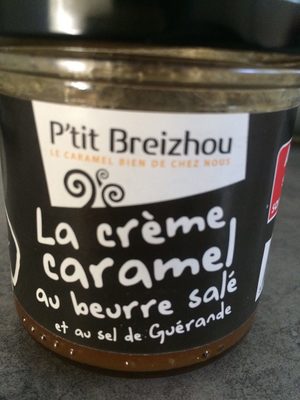 P'tit Breizhou
LE CARAMEL BIEN DE CHEZ NOUS
La crème
caramel
au beurre salé
et au sel de Guérande